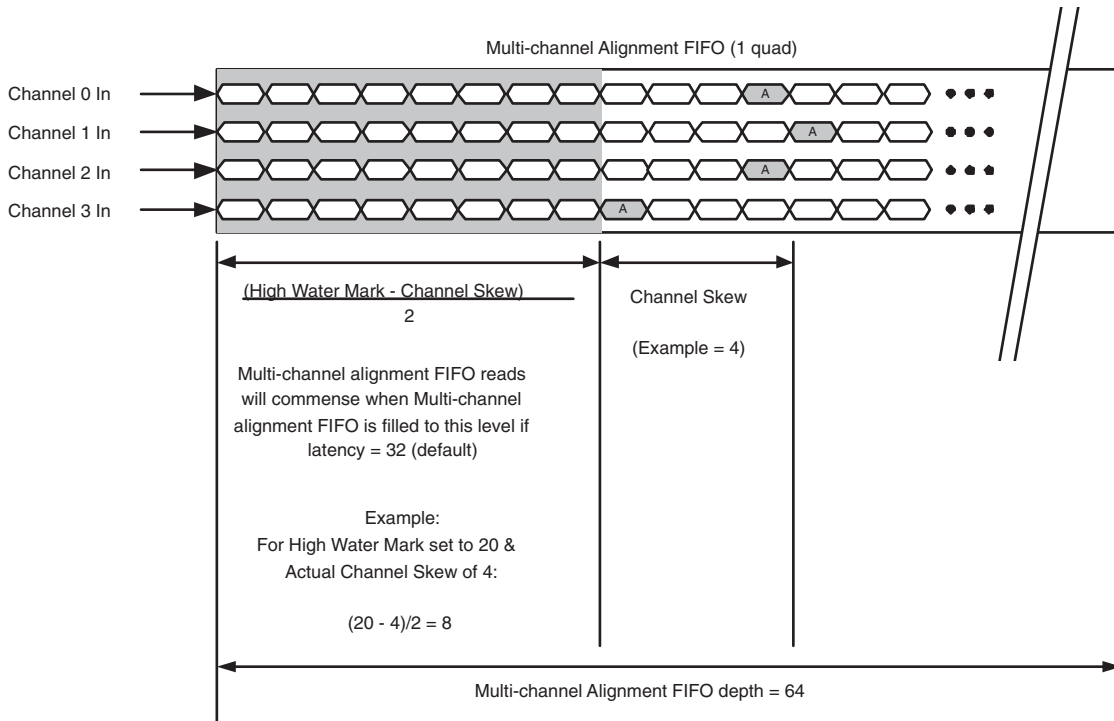 Multi-channel Alignment FIFO (1 quad)
Channel 0 In
A
Channel 1 In
A
Channel 2 In
A
Channel 3 In
A
(High Water Mark - Channel Skew)
2
Channel Skew
(Example = 4)
Multi-channel alignment FIFO reads
will commense when Multi-channel
alignment FIFO is filled to this level if
latency = 32 (default)
Example:
For High Water Mark set to 20 &
Actual Channel Skew of 4:
(20 - 4)/2 = 8
Multi-channel Alignment FIFO depth = 64